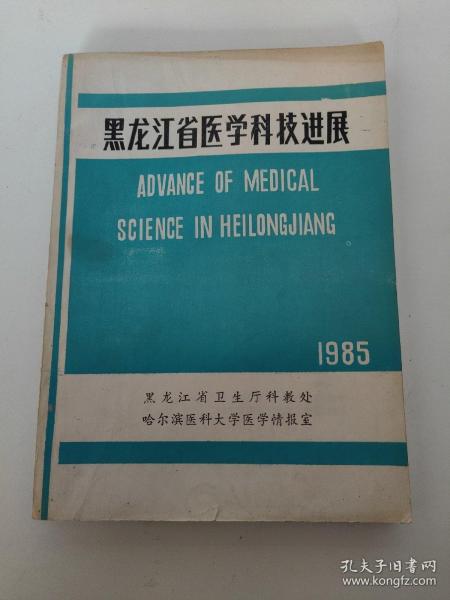 黑龙江省医学科技进展
ADVANCE OF MEDICAL
SCIENCE IN HEILONGJIANG
1985
黑龙江省卫生厅科教处
哈尔滨医科大学医学情报室
孔夫子旧书网
www.kongfz.com